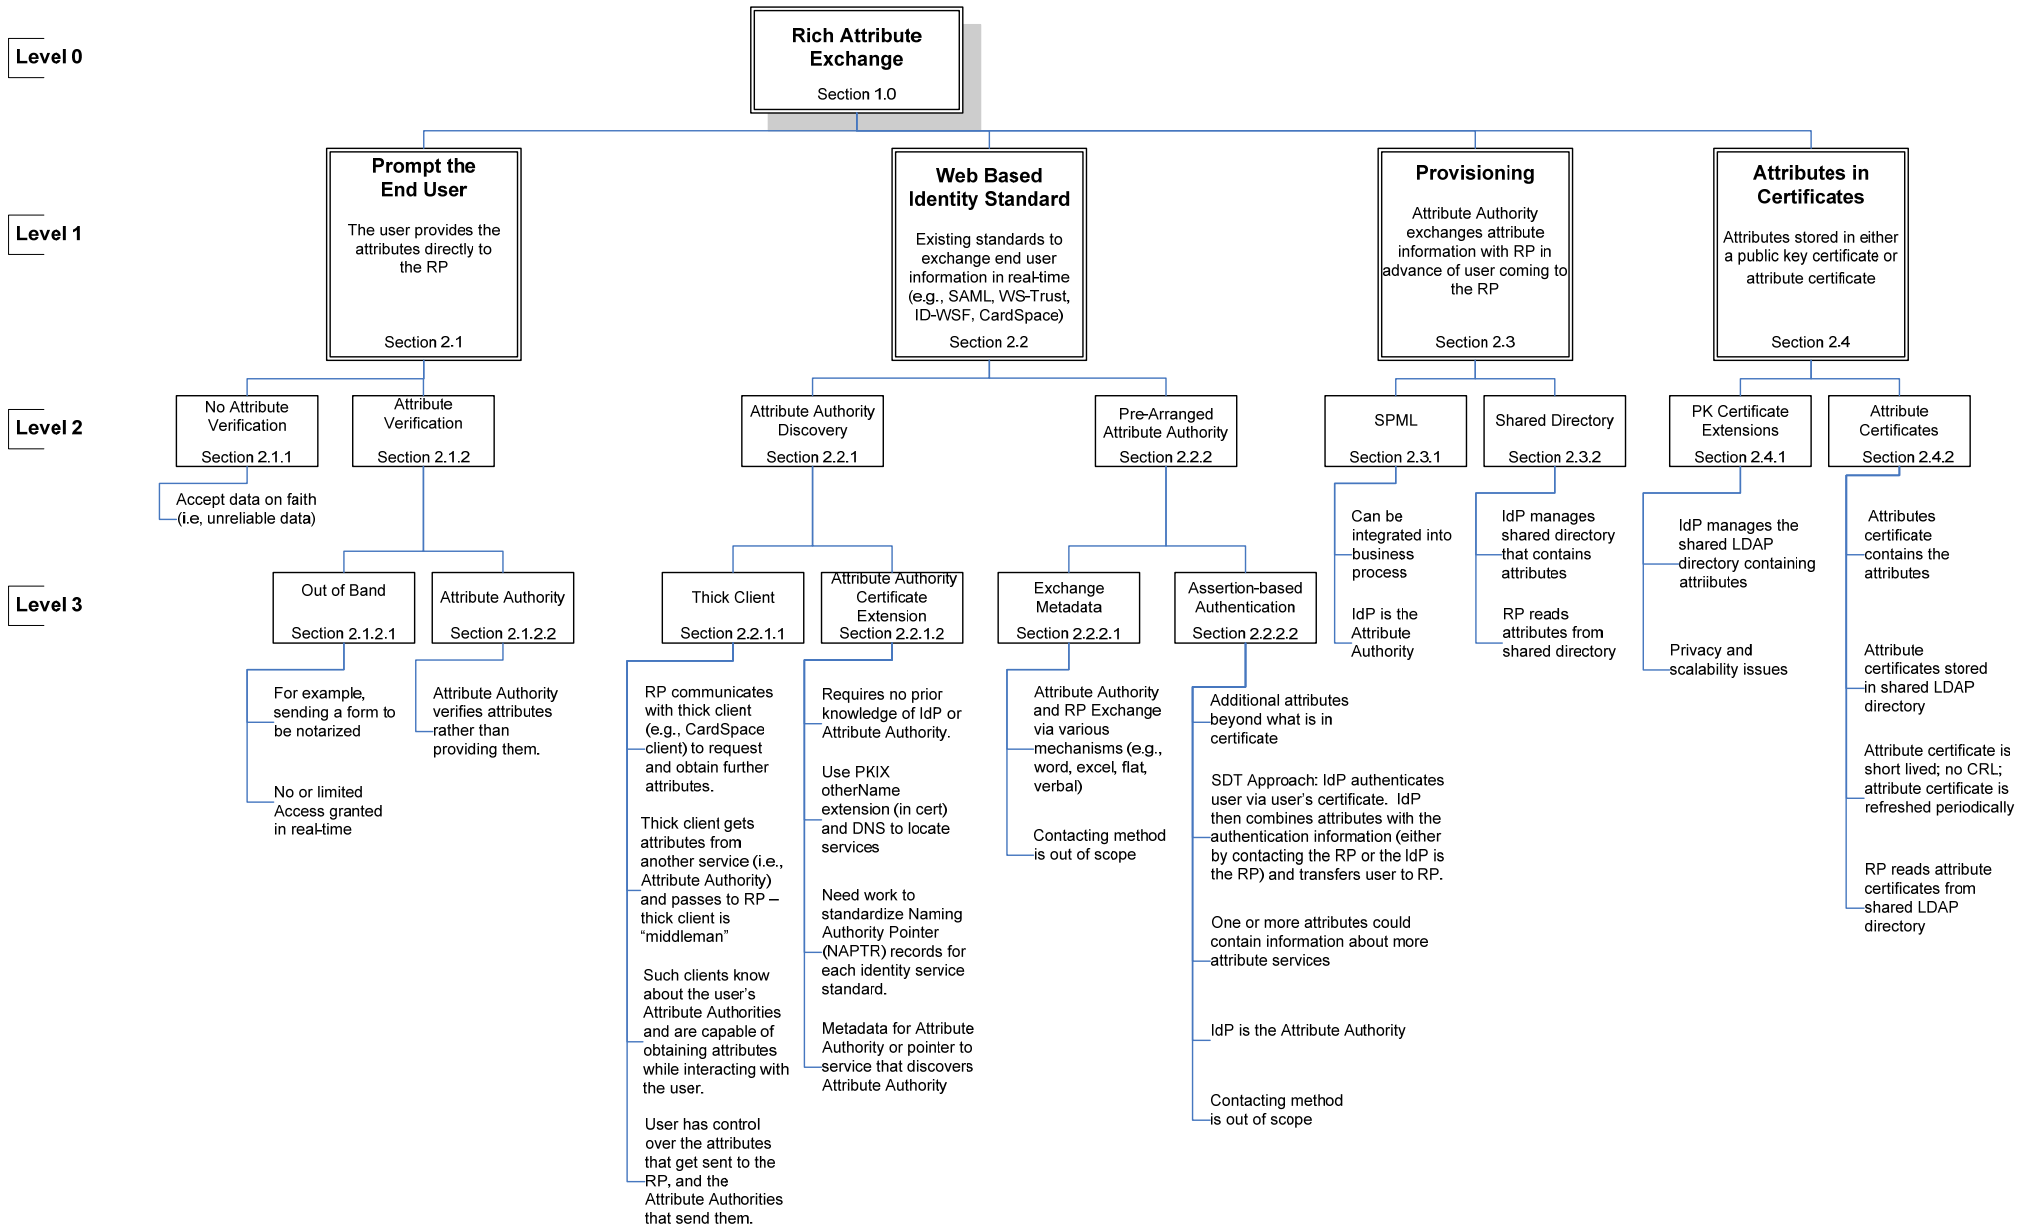 Level 0
Rich Attribute
Exchange
Section 1.0
Level 1
Prompt the
End User
The user provides the
attributes directly to
the RP
Section 2.1
Web Based
Identity Standard
Existing standards to
exchange end user
information in real-time
(e.g., SAML, WS-Trust,
ID-WSF, CardSpace)
Section 2.2
Provisioning
Attribute Authority
exchanges attribute
information with RP in
advance of user coming to
the RP
Section 2.3
Attributes in
Certificates
Attributes stored in either
a public key certificate or
attribute certificate
Section 2.4
Level 2
No Attribute
Verification
Section 2.1.1
Accept data on faith
(i.e, unreliable data)
Attribute
Verification
Section 2.1.2
Attribute Authority
Discovery
Section 2.2.1
Pre-Arranged
Attribute Authority
Section 2.2.2
SPML
Section 2.3.1
Can be
integrated into
business
process
IdP is the
Attribute
Authority
Shared Directory
Section 2.3.2
IdP manages
shared directory
that contains
attributes
RP reads
attributes from
shared directory
PK Certificate
Extensions
Section 2.4.1
IdP manages the
shared LDAP
directory containing
attriibutes
Privacy and
scalability issues
Attribute
Certificates
Section 2.4.2
Attributes
certificate
contains the
attributes
Attribute
certificates stored
in shared LDAP
directory
Attribute certificate is
short lived; no CRL;
attribute certificate is
refreshed periodically
RP reads attribute
certificates from
shared LDAP
directory
Level 3
Out of Band
Section 2.1.2.1
For example,
sending a form to
be notarized
No or limited
Access granted
in real-time
Attribute Authority
Section 2.1.2.2
Attribute Authority
verifies attributes
rather than
providing them.
Thick Client
Section 2.2.1.1
RP communicates
with thick client
(e.g., CardSpace
client) to request
and obtain further
attributes.
Thick client gets
attributes from
another service (i.e.,
Attribute Authority)
and passes to RP –
thick client is
“middleman”
Such clients know
about the user’s
Attribute Authorities
and are capable of
obtaining attributes
while interacting with
the user.
User has control
over the attributes
that get sent to the
RP, and the
Attribute Authorities
that send them.
Attribute Authority
Certificate
Extension
Section 2.2.1.2
Requires no prior
knowledge of IdP or
Attribute Authority.
Use PKIX
otherName
extension (in cert)
and DNS to locate
services
Need work to
standardize Naming
Authority Pointer
(NAPTR) records for
each identity service
standard.
Metadata for Attribute
Authority or pointer to
service that discovers
Attribute Authority
Exchange
Metadata
Section 2.2.2.1
Attribute Authority
and RP Exchange
via various
mechanisms (e.g.,
word, excel, flat,
verbal)
Contacting method
is out of scope
Assertion-based
Authentication
Section 2.2.2.2
Additional attributes
beyond what is in
certificate
SDT Approach: IdP authenticates
user via user’s certificate. IdP
then combines attributes with the
authentication information (either
by contacting the RP or the IdP is
the RP) and transfers user to RP.
One or more attributes could
contain information about more
attribute services
IdP is the Attribute Authority
Contacting method
is out of scope